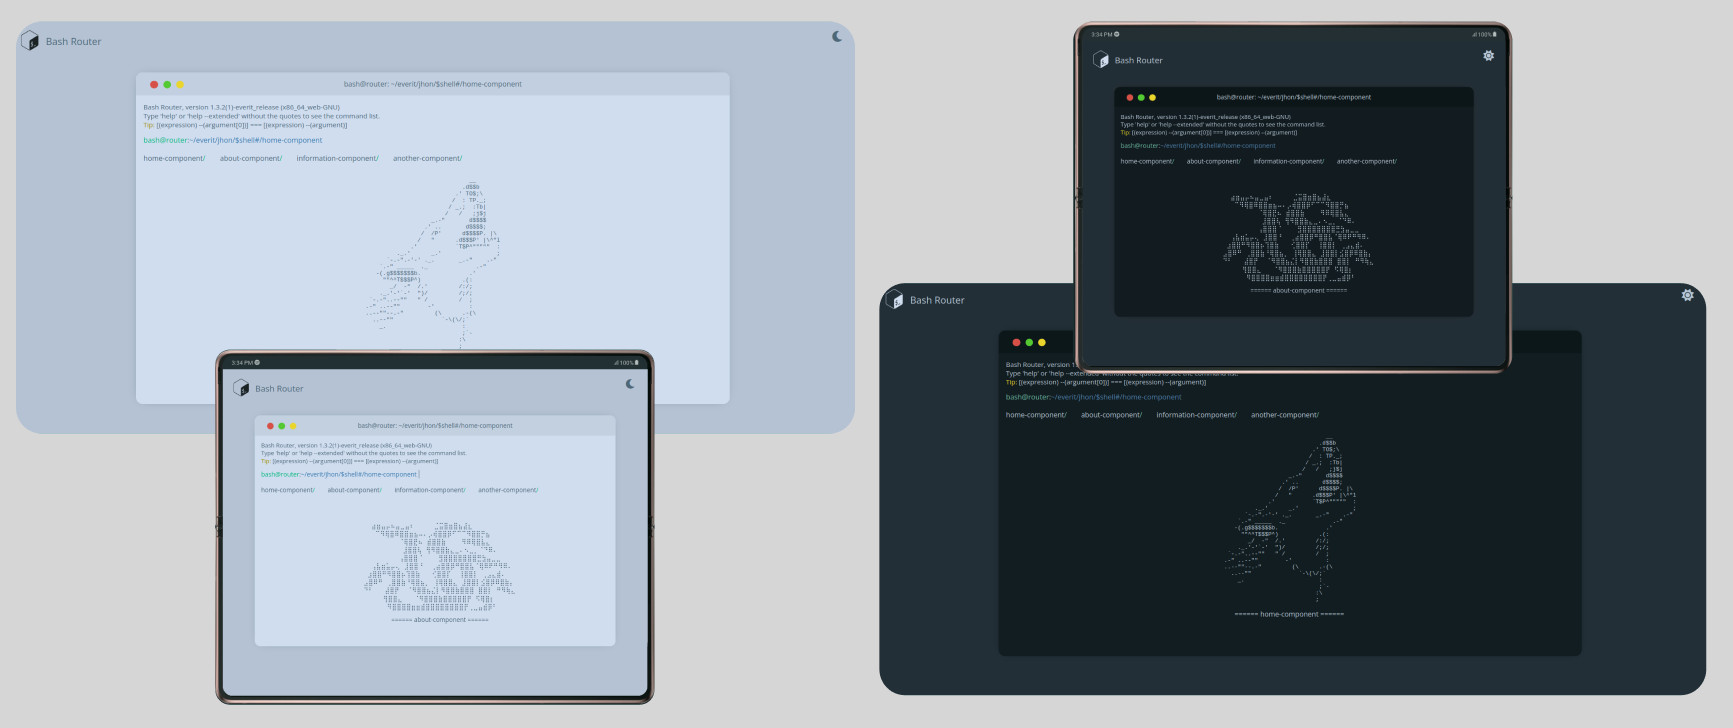 Bash Router
bash@router: ~/everit/jhon/$shell#/home-component
Bash Router, version 1.3.2(1)-everit_release (x86_64_web-GNU)
Type 'help' or 'help --extended' without the quotes to see the command list.
Tip: [(expression) --(argument[0])] === [(expression) --(argument)]
bash@router:~/everit/jhon/$shell#/home-component
home-component/ about-component/ information-component/ another-component/
3:34 PM
100%
Bash Router
bash@router: ~/everit/jhon/$shell#/home-component
Bash Router, version 1.3.2(1)-everit_release (x86_64_web-GNU)
Type 'help' or 'help --extended' without the quotes to see the command list.
Tip: [(expression) --(argument[0])] === [(expression) --(argument)]
bash@router:~/everit/jhon/$shell#/home-component
home-component/ about-component/ information-component/ another-component/
====== about-component ======
3:34 PM
100%
Bash Router
bash@router: ~/everit/jhon/$shell#/home-component
Bash Router, version 1.3.2(1)-everit_release (x86_64_web-GNU)
Type 'help' or 'help --extended' without the quotes to see the command list.
Tip: [(expression) --(argument[0])] === [(expression) --(argument)]
bash@router:~/everit/jhon/$shell#/home-component
home-component/ about-component/ information-component/ another-component/
====== about-component ======
Bash Router
Bash Router, version 1
Type 'help' or 'help --extended' without the quotes to see the command list.
Tip: [(expression) --(argument[0])] === [(expression) --(argument)]
bash@router:~/everit/jhon/$shell#/home-component
home-component/ about-component/ information-component/ another-component/
====== home-component ======